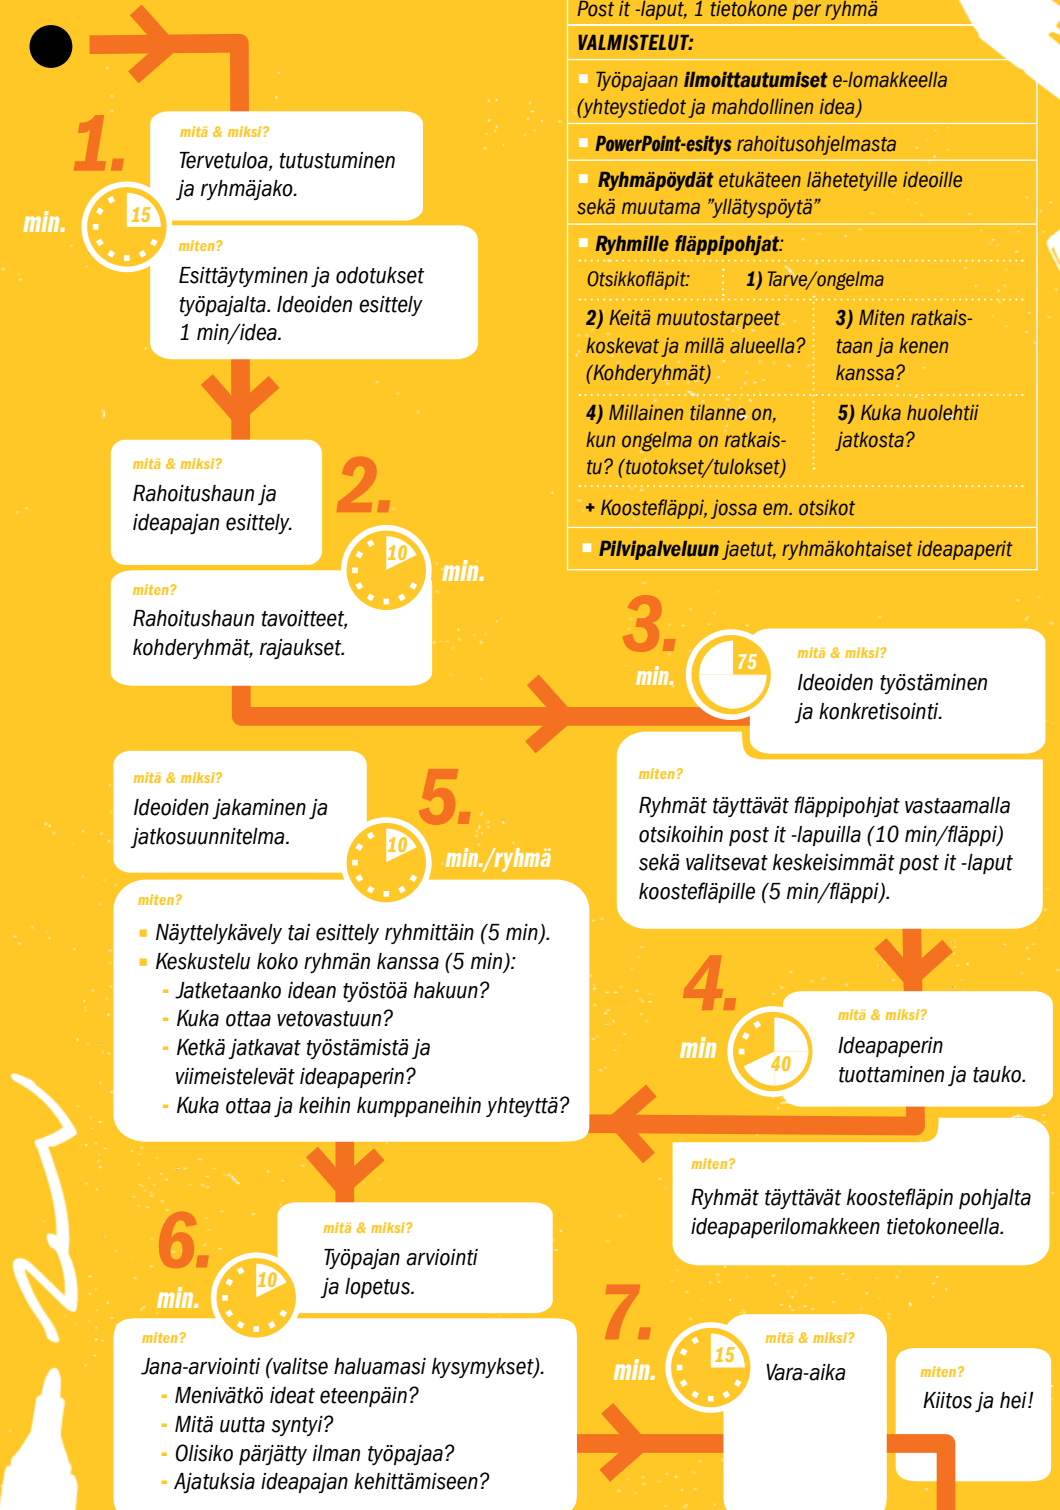 Post it -laput, 1 tietokone per ryhmä
VALMISTELUT:
Työpajaan ilmoittautumiset e-lomakkeella
(yhteystiedot ja mahdollinen idea)
PowerPoint-esitys rahoitusohjelmasta
Ryhmäpöydät etukäteen lähetetyille ideoille
sekä muutama ”yllätyspöytä”
Ryhmille fläppipohjat:
Otsikkofläpit: 1) Tarve/ongelma
2) Keitä muutostarpeet
koskevat ja millä alueella?
(Kohderyhmät)
3) Miten ratkais-
taan ja kenen
kanssa?
4) Millainen tilanne on,
kun ongelma on ratkais-
tu? (tuotokset/tulokset)
5) Kuka huolehtii
jatkosta?
+ Koostefläppi, jossa em. otsikot
Pilvipalveluun jaetut, ryhmäkohtaiset ideapaperit
1.
15
min.
mitä & miksi?
Tervetuloa, tutustuminen
ja ryhmäjako.
miten?
Esittäytyminen ja odotukset
työpajalta. Ideoiden esittely
1 min/idea.
2.
10
min.
mitä & miksi?
Rahoitushaun ja
ideapajan esittely.
miten?
Rahoitushaun tavoitteet,
kohderyhmät, rajaukset.
3.
75
min.
mitä & miksi?
Ideoiden työstäminen
ja konkretisointi.
miten?
Ryhmät täyttävät fläppipohjat vastaamalla
otsikoihin post it -lapuilla (10 min/fläppi)
sekä valitsevat keskeisimmät post it -laput
koostefläpille (5 min/fläppi).
4.
40
min
mitä & miksi?
Ideapaperin
tuottaminen ja tauko.
miten?
Ryhmät täyttävät koostefläpin pohjalta
ideapaperilomakkeen tietokoneella.
5.
10
min./ryhmä
mitä & miksi?
Ideoiden jakaminen ja
jatkosuunnitelma.
miten?
Näyttelykävely tai esittely ryhmittäin (5 min).
Keskustelu koko ryhmän kanssa (5 min):
- Jatketaanko idean työstöä hakuun?
- Kuka ottaa vetovastuun?
- Ketkä jatkavat työstämistä ja
viimeistelevät ideapaperin?
- Kuka ottaa ja keihin kumppaneihin yhteyttä?
6.
10
min.
mitä & miksi?
Työpajan arviointi
ja lopetus.
miten?
Jana-arviointi (valitse haluamasi kysymykset).
- Menivätkö ideat eteenpäin?
- Mitä uutta syntyi?
- Olisiko pärjätty ilman työpajaa?
- Ajatuksia ideapajan kehittämiseen?
7.
15
min.
mitä & miksi?
Vara-aika
miten?
Kiitos ja hei!